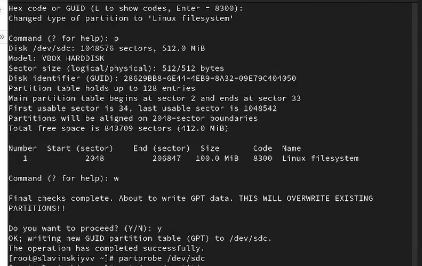 Hex code or GUID (L to show codes, Enter = 8300):
Changed type of partition to 'Linux filesystem'
Command (? for help): p
Disk /dev/sdc: 1048576 sectors, 512.0 MiB
Model: VBOX HARDDISK
Sector size (logical/physical): 512/512 bytes
Disk identifier (GUID):
Partition table holds up to 128 entries
Main partition table begins at sector 2 and ends at sector 33
First usable sector is 34, last usable sector is 1048542
Partitions will be aligned on 2048-sector boundaries
Total free space is 843709 sectors (412.0 MiB)
Number Start (sector) End (sector) Size Code Name
1 2048 206847 100.0 MiB 8300 Linux filesystem
Command (? for help): w
Final checks complete. About to write GPT data. THIS WILL OVERWRITE EXISTING
PARTITIONS!!
Do you want to proceed? (Y/N): y
OK; writing new GUID partition table (GPT) to /dev/sdc.
The operation has completed successfully.
[root@slavinskiyvv ~]# partprobe /dev/sdc